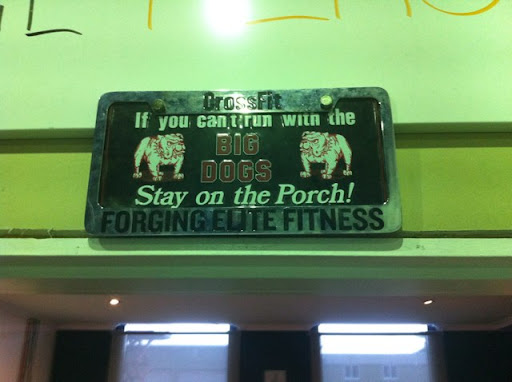 CrossFit
If you can't run with the
BIG
DOGS
Stay on the Porch!
FORGING ELITE FITNESS